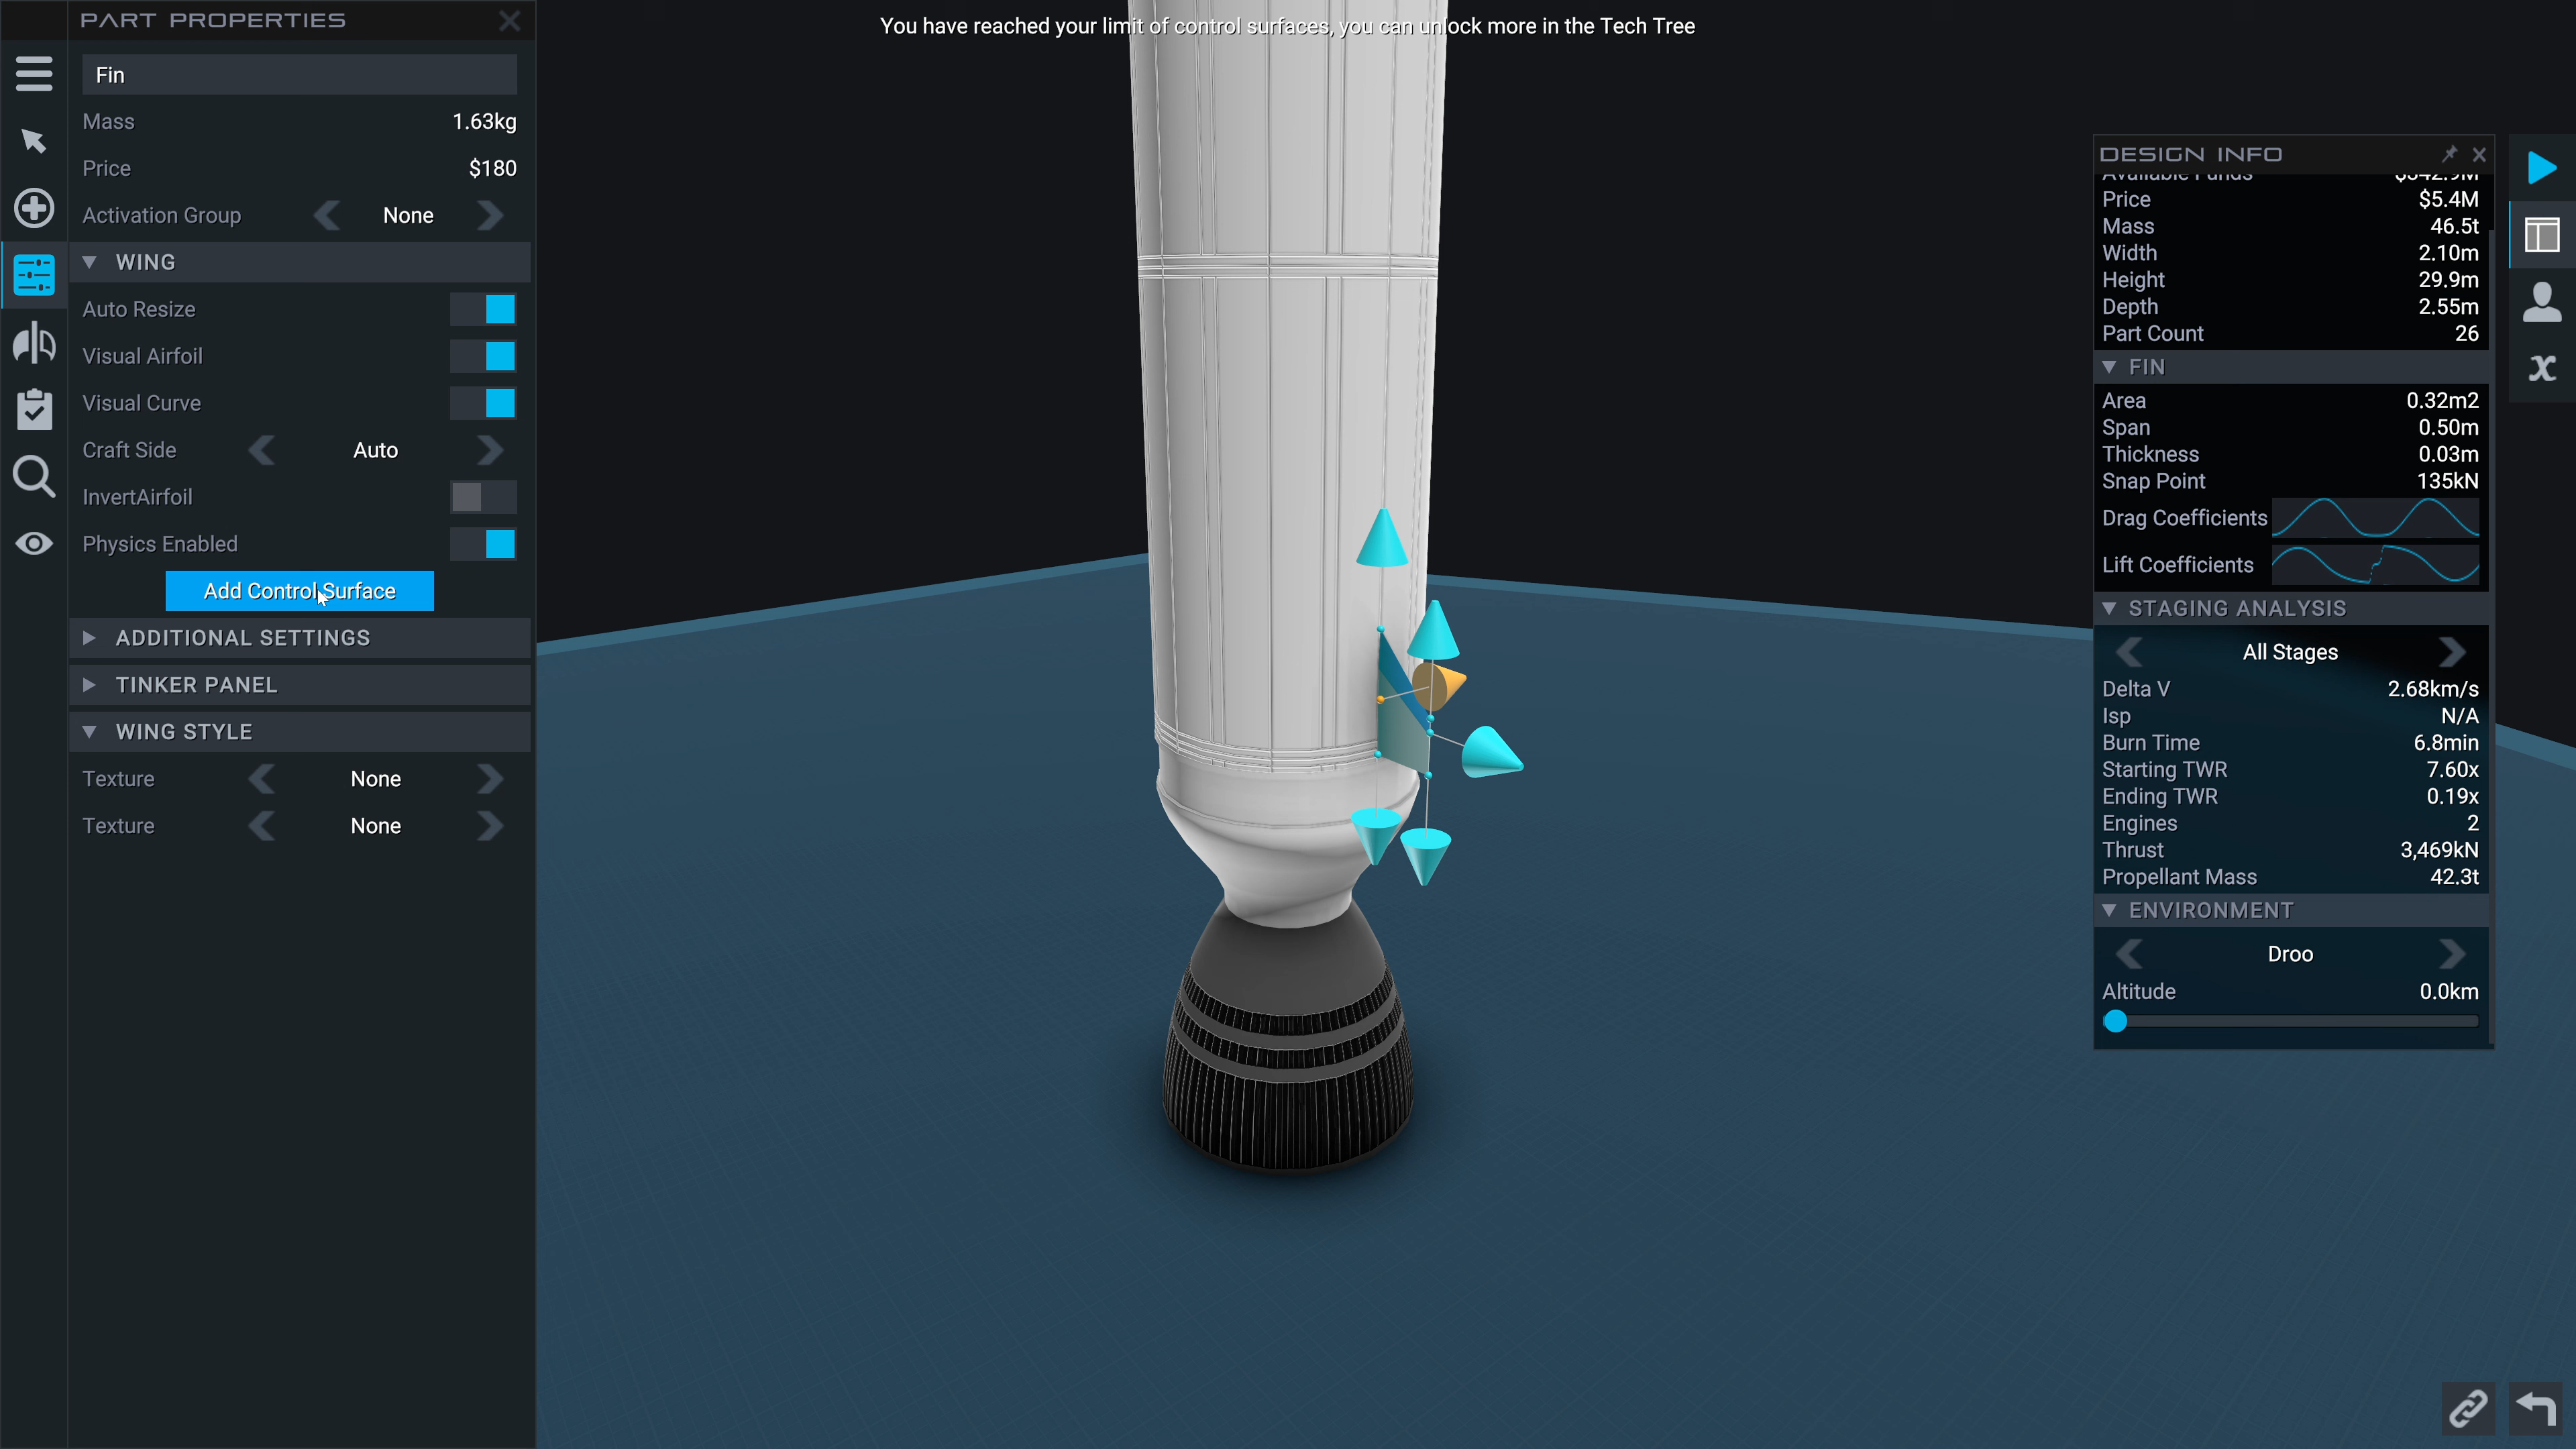 PART PROPERTIES
You have reached your limit of control surfaces, you can unlock more in the Tech Tree
Fin
Mass 1.63kg
Price $180
Activation Group None
WING
Auto Resize
Visual Airfoil
Visual Curve
Craft Side Auto
InvertAirfoil
Physics Enabled
Add Control Surface
ADDITIONAL SETTINGS
TINKER PANEL
WING STYLE
Texture None
Texture None
DESIGN INFO
Available Funds $342.9M
Price $5.4M
Mass 46.5t
Width 2.10m
Height 29.9m
Depth 2.55m
Part Count 26
FIN
Area 0.32m2
Span 0.50m
Thickness 0.03m
Snap Point 135kN
Drag Coefficients
Lift Coefficients
STAGING ANALYSIS
All Stages
Delta V 2.68km/s
Isp N/A
Burn Time 6.8min
Starting TWR 7.60x
Ending TWR 0.19x
Engines 2
Thrust 3,469kN
Propellant Mass 42.3t
ENVIRONMENT
Droo
Altitude 0.0km
x